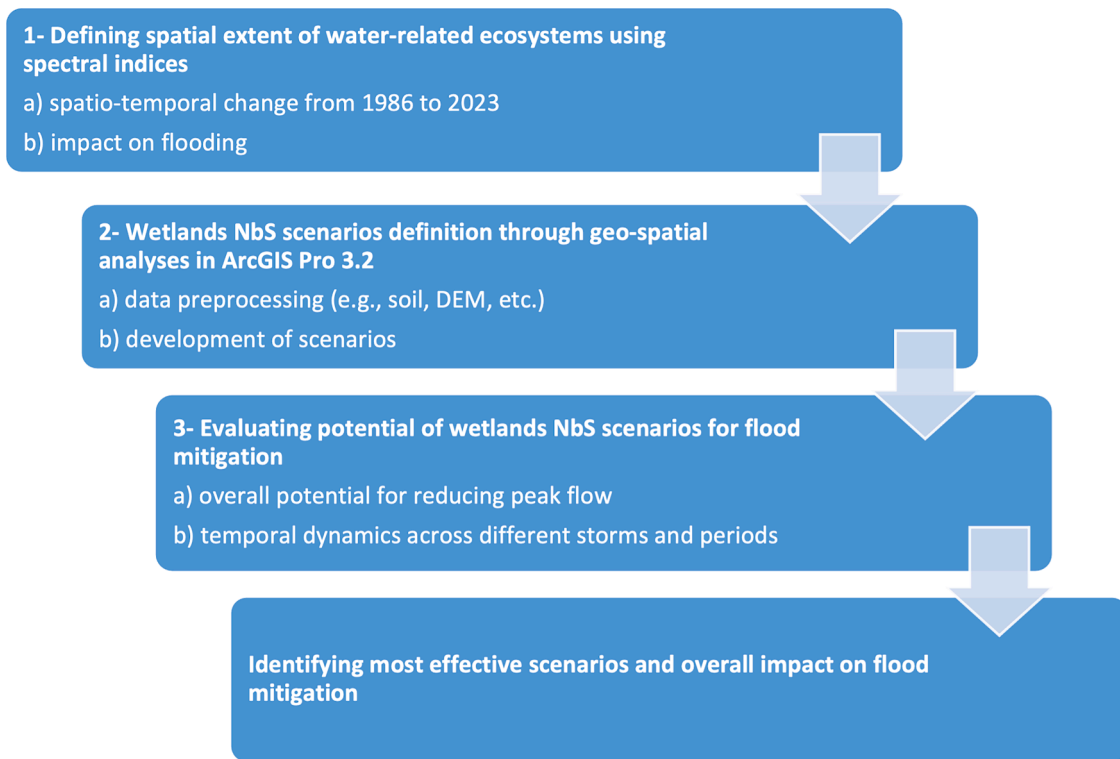 1- Defining spatial extent of water-related ecosystems using
spectral indices
a) spatio-temporal change from 1986 to 2023
b) impact on flooding
2- Wetlands NbS scenarios definition through geo-spatial
analyses in ArcGIS Pro 3.2
a) data preprocessing (e.g., soil, DEM, etc.)
b) development of scenarios
3- Evaluating potential of wetlands NbS scenarios for flood
mitigation
a) overall potential for reducing peak flow
b) temporal dynamics across different storms and periods
Identifying most effective scenarios and overall impact on flood
mitigation